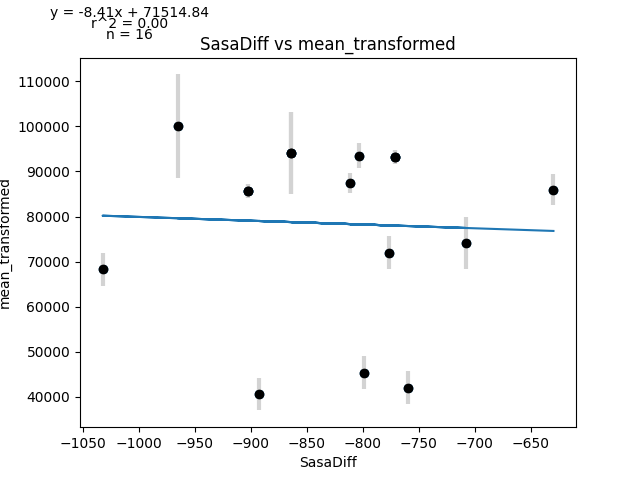 y = -8.41x + 71514.84
r^2 = 0.00
n = 16
SasaDiff vs mean_transformed
110000
100000
90000
80000
70000
60000
50000
40000
mean_transformed
−1050 −1000 −950 −900 −850 −800 −750 −700 −650
SasaDiff